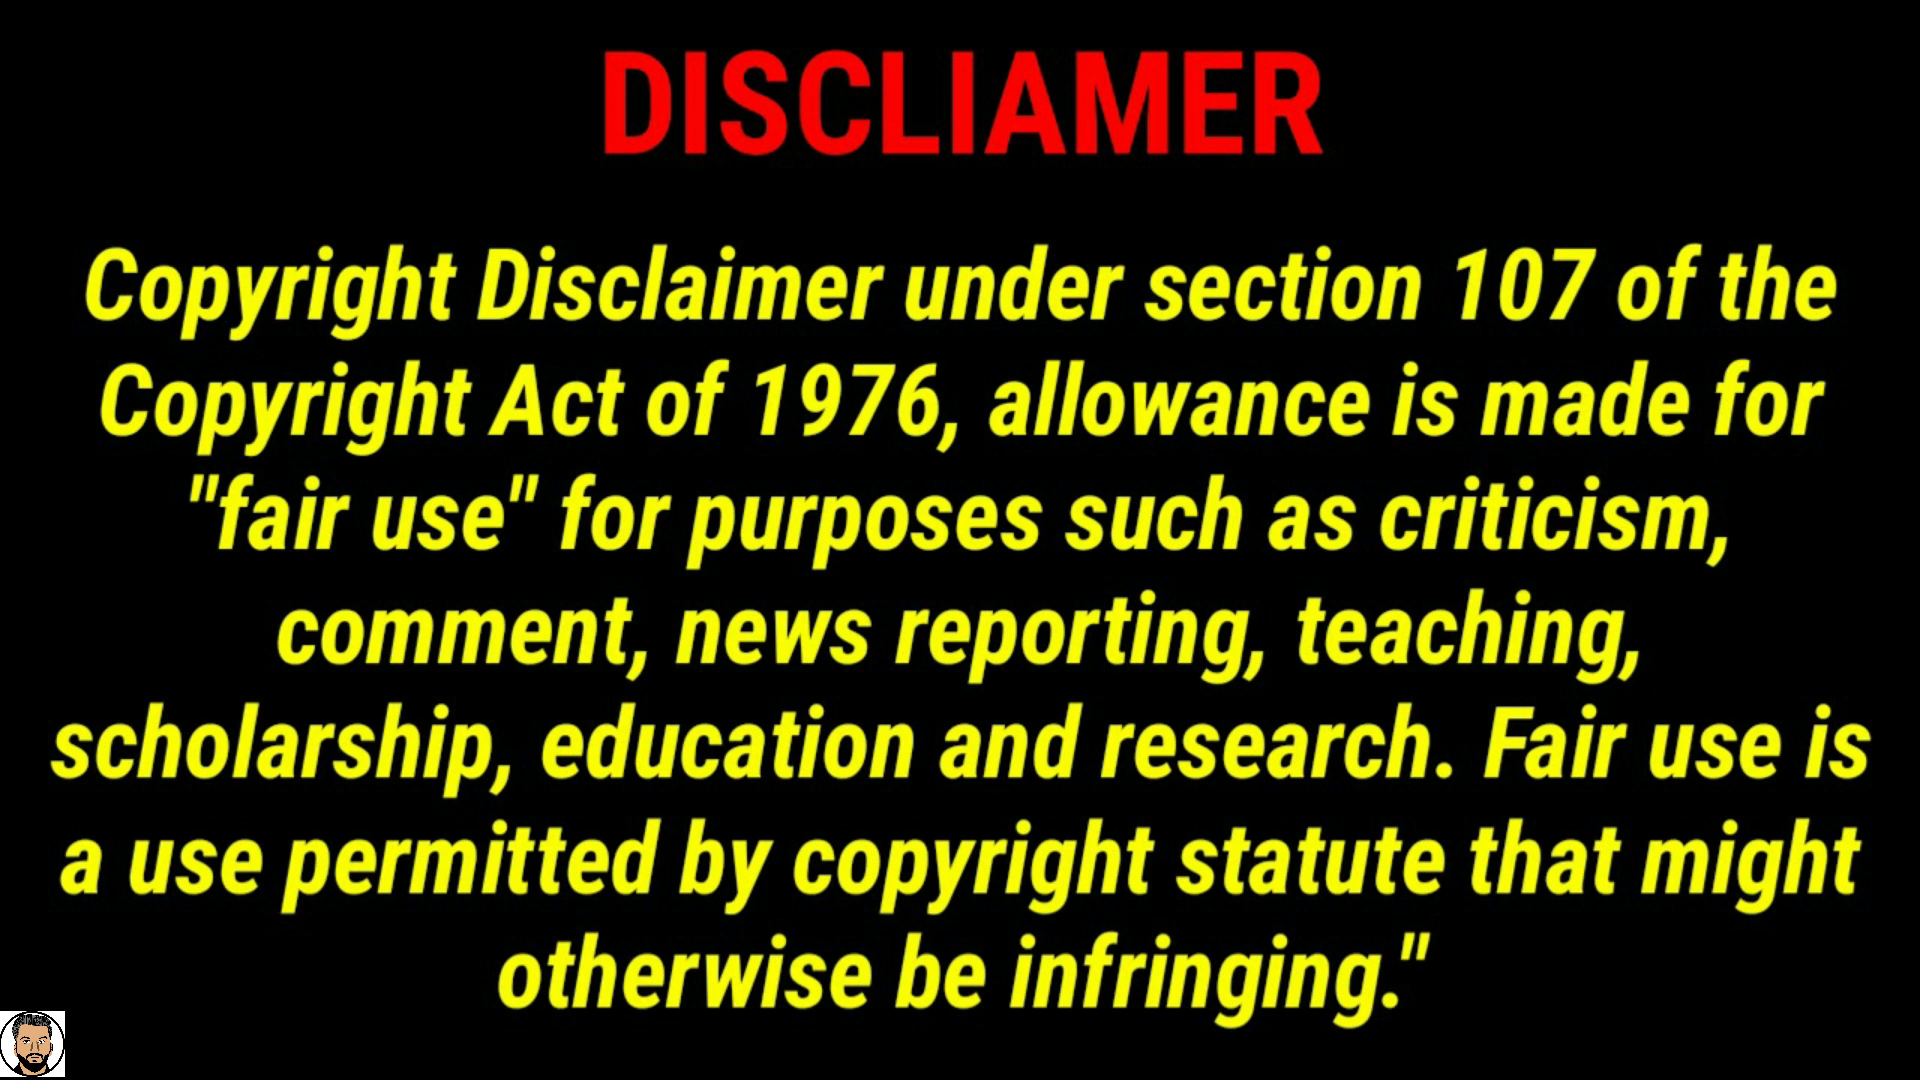 DISCLIAMER
Copyright Disclaimer under section 107 of the
Copyright Act of 1976, allowance is made for
"fair use" for purposes such as criticism,
comment, news reporting, teaching,
scholarship, education and research. Fair use is
a use permitted by copyright statute that might
otherwise be infringing."